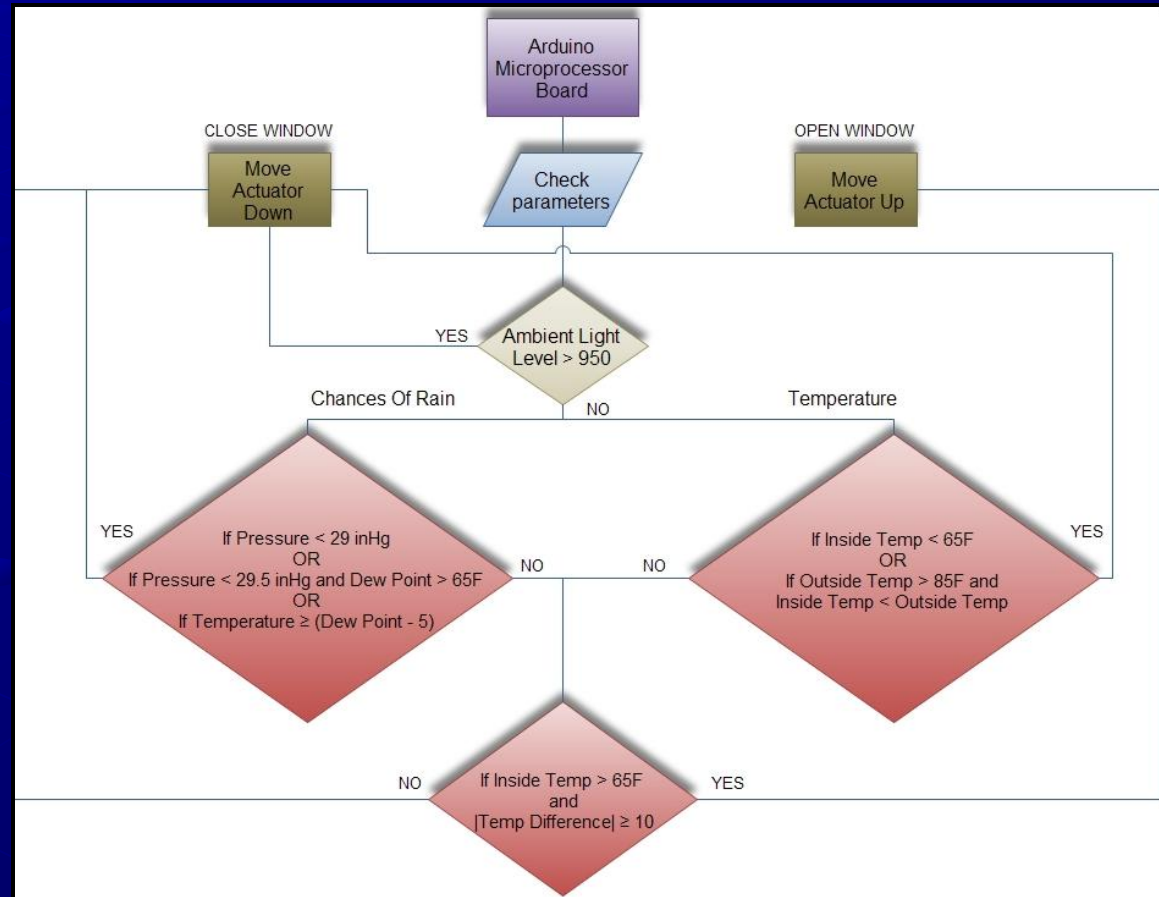 Arduino
Microprocessor
Board
CLOSE WINDOW
OPEN WINDOW
Move
Actuator
Down
Check
parameters
Move
Actuator Up
YES
Ambient Light
Level > 950
Chances Of Rain
NO
Temperature
YES
If Pressure < 29 inHg
OR
If Pressure < 29.5 inHg and Dew Point > 65F
OR
If Temperature ≥ (Dew Point - 5)
NO
NO
If Inside Temp < 65F
OR
If Outside Temp > 85F and
Inside Temp < Outside Temp
YES
NO
If Inside Temp > 65F
and
|Temp Difference| ≥ 10
YES